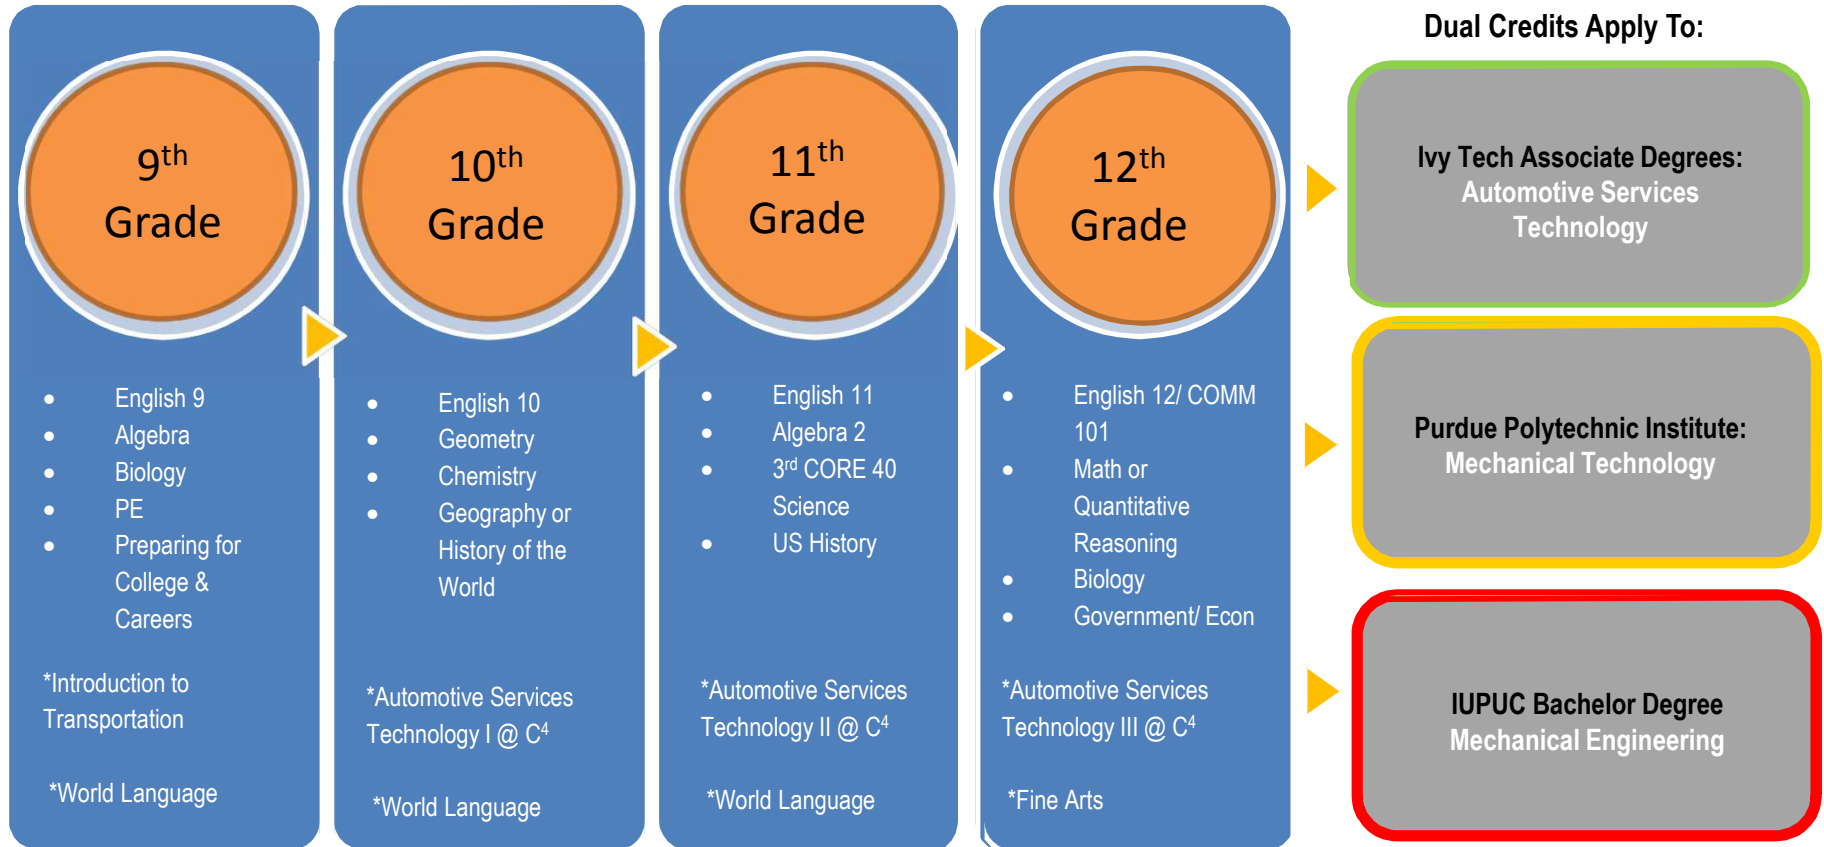 9th
Grade
• English 9
• Algebra
• Biology
• PE
• Preparing for
College &
Careers
*Introduction to
Transportation
*World Language
10th
Grade
• English 10
• Geometry
• Chemistry
• Geography or
History of the
World
*Automotive Services
Technology I @ C4
*World Language
11th
Grade
• English 11
• Algebra 2
• 3rd CORE 40
Science
• US History
*Automotive Services
Technology II @ C4
*World Language
12th
Grade
• English 12/ COMM
101
• Math or
Quantitative
Reasoning
• Biology
• Government/ Econ
*Automotive Services
Technology III @ C4
*Fine Arts
Dual Credits Apply To:
Ivy Tech Associate Degrees:
Automotive Services
Technology
Purdue Polytechnic Institute:
Mechanical Technology
IUPUC Bachelor Degree
Mechanical Engineering